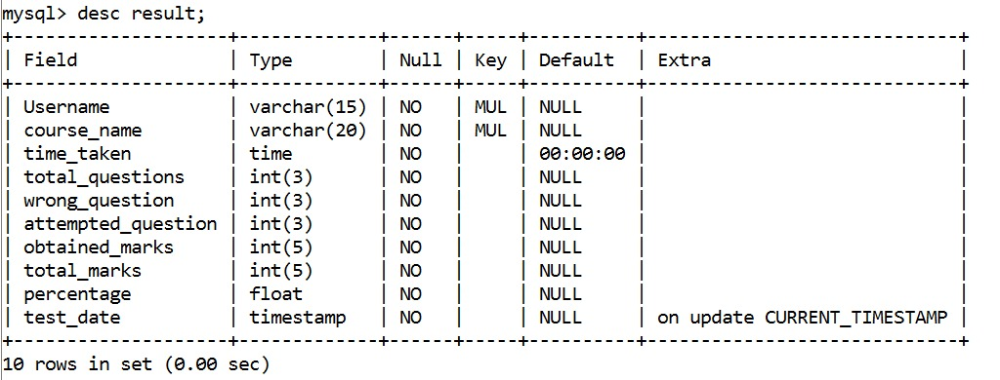 mysql> desc result;
+---------------------+-------------+------+-----+----------+-----------------------------+
| Field               | Type        | Null | Key | Default  | Extra                       |
+---------------------+-------------+------+-----+----------+-----------------------------+
| Username            | varchar(15) | NO   | MUL | NULL     |                             |
| course_name         | varchar(20) | NO   | MUL | NULL     |                             |
| time_taken          | time        | NO   |     | 00:00:00 |                             |
| total_questions     | int(3)      | NO   |     | NULL     |                             |
| wrong_question      | int(3)      | NO   |     | NULL     |                             |
| attempted_question  | int(3)      | NO   |     | NULL     |                             |
| obtained_marks      | int(5)      | NO   |     | NULL     |                             |
| total_marks         | int(5)      | NO   |     | NULL     |                             |
| percentage          | float       | NO   |     | NULL     |                             |
| test_date           | timestamp   | NO   |     | NULL     | on update CURRENT_TIMESTAMP |
+---------------------+-------------+------+-----+----------+-----------------------------+
10 rows in set (0.00 sec)